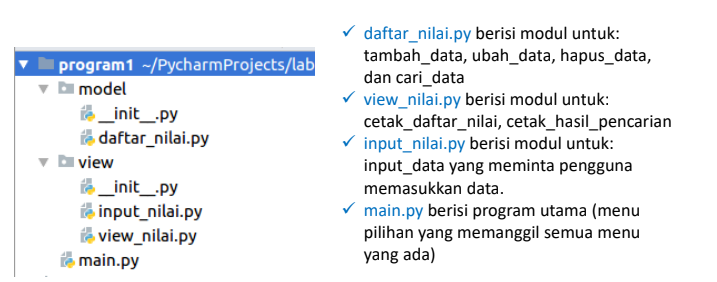 program1 ~/PycharmProjects/lab
model
__init__.py
daftar_nilai.py
view
__init__.py
input_nilai.py
view_nilai.py
main.py
✓ daftar_nilai.py berisi modul untuk:
tambah_data, ubah_data, hapus_data,
dan cari_data
✓ view_nilai.py berisi modul untuk:
cetak_daftar_nilai, cetak_hasil_pencarian
✓ input_nilai.py berisi modul untuk:
input_data yang meminta pengguna
memasukkan data.
✓ main.py berisi program utama (menu
pilihan yang memanggil semua menu
yang ada)